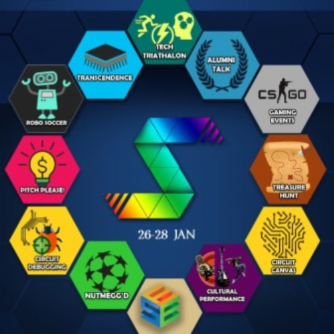 TECH
TRIATHALON
TRANSCENDENCE
ALUMNI
TALK
ROBO SOCCER
CS GO
GAMING
EVENTS
PITCH PLEASE!
TREASURE
HUNT
26-28 JAN
CIRCUIT
DEBUGGING
CIRCUIT
CANVAS
NUTMEGG'D
CULTURAL
PERFORMANCE